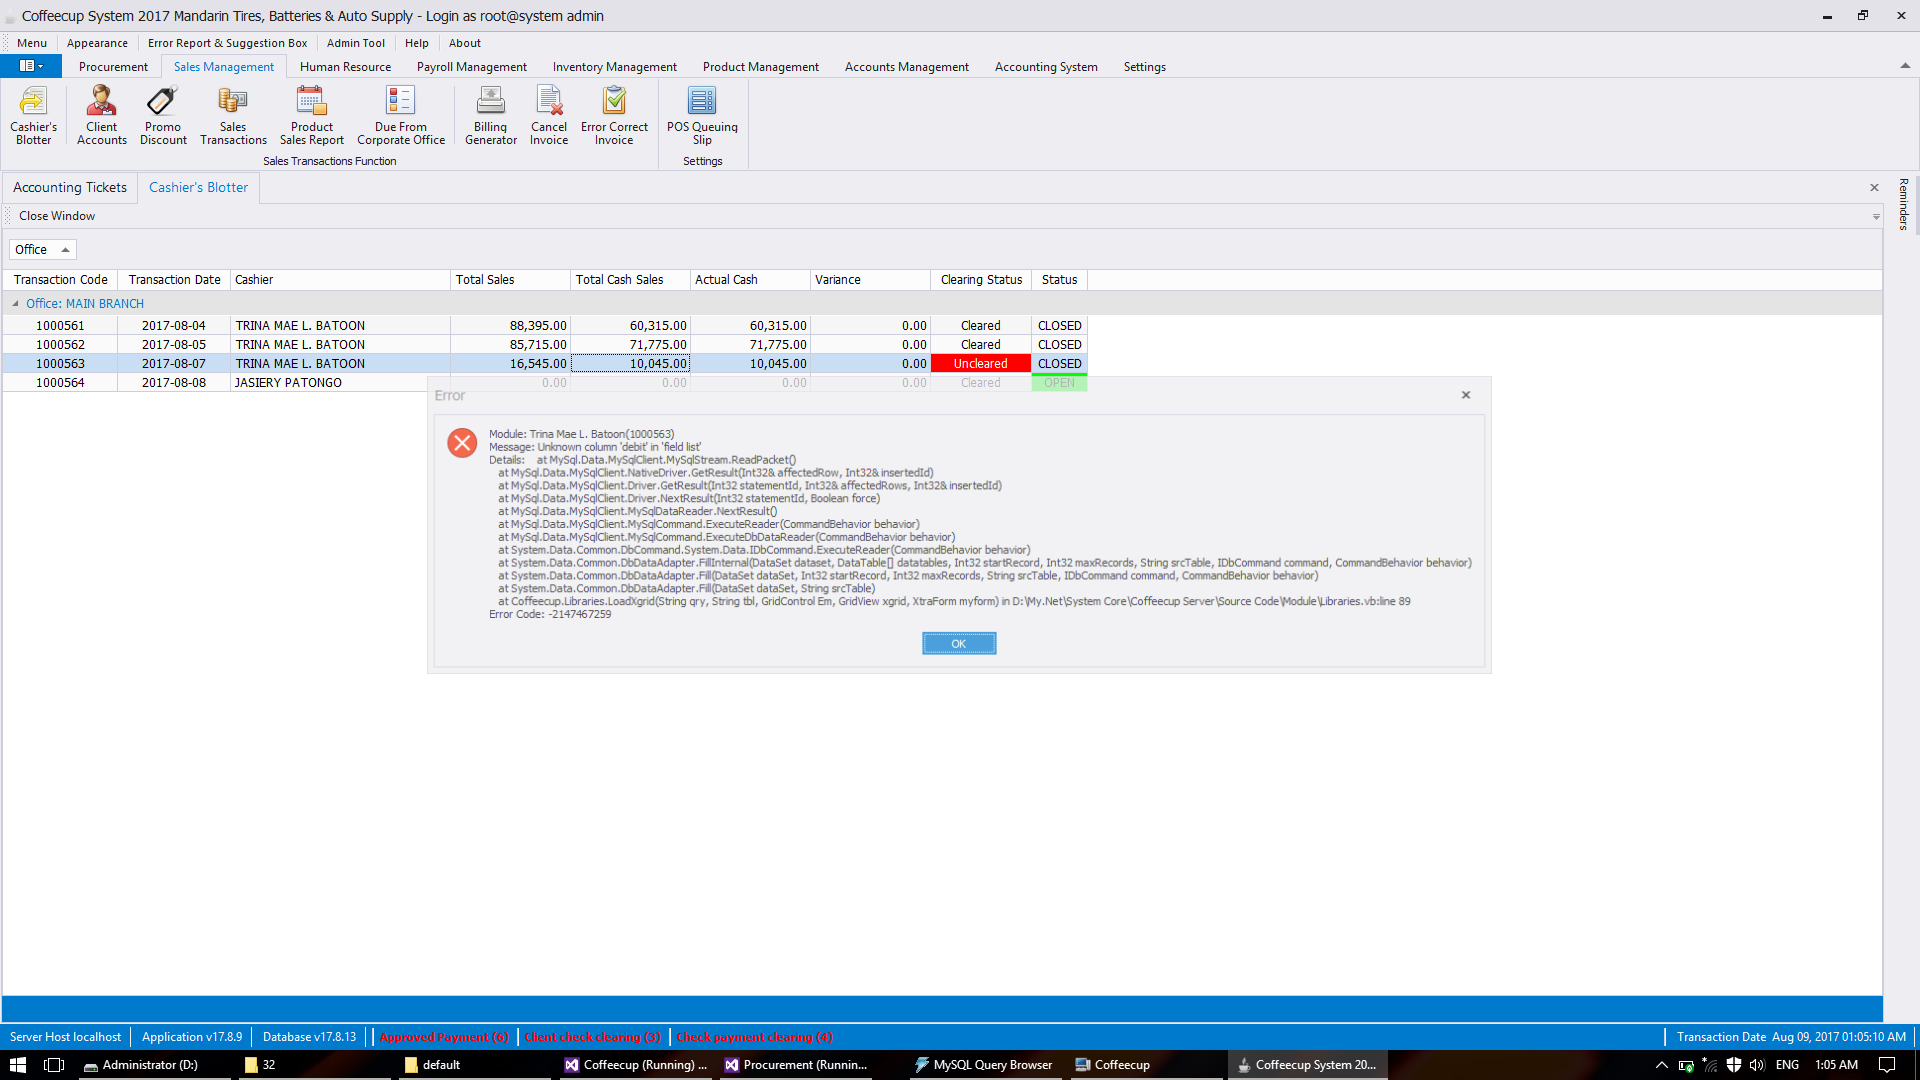 Coffeecup System 2017 Mandarin Tires, Batteries & Auto Supply - Login as root@system admin
Menu Appearance Error Report & Suggestion Box Admin Tool Help About
Procurement Sales Management Human Resource Payroll Management Inventory Management Product Management Accounts Management Accounting System Settings
Cashier's Blotter
Client Accounts
Promo Discount
Sales Transactions
Product Sales Report
Due From Corporate Office
Billing Generator
Cancel Invoice
Error Correct Invoice
POS Queuing Slip
Sales Transactions Function
Settings
Accounting Tickets Cashier's Blotter
Reminders
Close Window
Office
Transaction Code Transaction Date Cashier Total Sales Total Cash Sales Actual Cash Variance Clearing Status Status
Office: MAIN BRANCH
1000561 2017-08-04 TRINA MAE L. BATOON 88,395.00 60,315.00 60,315.00 0.00 Cleared CLOSED
1000562 2017-08-05 TRINA MAE L. BATOON 85,715.00 71,775.00 71,775.00 0.00 Cleared CLOSED
1000563 2017-08-07 TRINA MAE L. BATOON 16,545.00 10,045.00 10,045.00 0.00 Uncleared CLOSED
1000564 2017-08-08 JASIERY PATONGO 0.00 0.00 0.00 0.00 Cleared OPEN
Error
Module: Trina Mae L. Batoon(1000563)
Message: Unknown column 'debit' in 'field list'
Details: at MySql.Data.MySqlClient.MySqlStream.ReadPacket()
at MySql.Data.MySqlClient.NativeDriver.GetResult(Int32& affectedRow, Int32& insertedId)
at MySql.Data.MySqlClient.Driver.GetResult(Int32 statementId, Int32& affectedRows, Int32& insertedId)
at MySql.Data.MySqlClient.Driver.NextResult(Int32 statementId, Boolean force)
at MySql.Data.MySqlClient.MySqlDataReader.NextResult()
at MySql.Data.MySqlClient.MySqlCommand.ExecuteReader(CommandBehavior behavior)
at MySql.Data.MySqlClient.MySqlCommand.ExecuteDbDataReader(CommandBehavior behavior)
at System.Data.Common.DbCommand.System.Data.IDbCommand.ExecuteReader(CommandBehavior behavior)
at System.Data.Common.DbDataAdapter.FillInternal(DataSet dataset, DataTable[] datatables, Int32 startRecord, Int32 maxRecords, String srcTable, IDbCommand command, CommandBehavior behavior)
at System.Data.Common.DbDataAdapter.Fill(DataSet dataSet, Int32 startRecord, Int32 maxRecords, String srcTable, IDbCommand command, CommandBehavior behavior)
at System.Data.Common.DbDataAdapter.Fill(DataSet dataSet, String srcTable)
at Coffeecup.Libraries.LoadXgrid(String qry, String tbl, GridControl Em, GridView xgrid, XtraForm myform) in D:\My.Net\System Core\Coffeecup Server\Source Code\Module\Libraries.vb:line 89
Error Code: -2147467259
OK
Server Host localhost Application v17.8.9 Database v17.8.13 Approved Payment (6) Client check clearing (3) Check payment clearing (4) Transaction Date Aug 09, 2017 01:05:10 AM
Administrator (D:) 32 default Coffeecup (Running) ... Procurement (Runnin... MySQL Query Browser Coffeecup Coffeecup System 20... ENG 1:05 AM